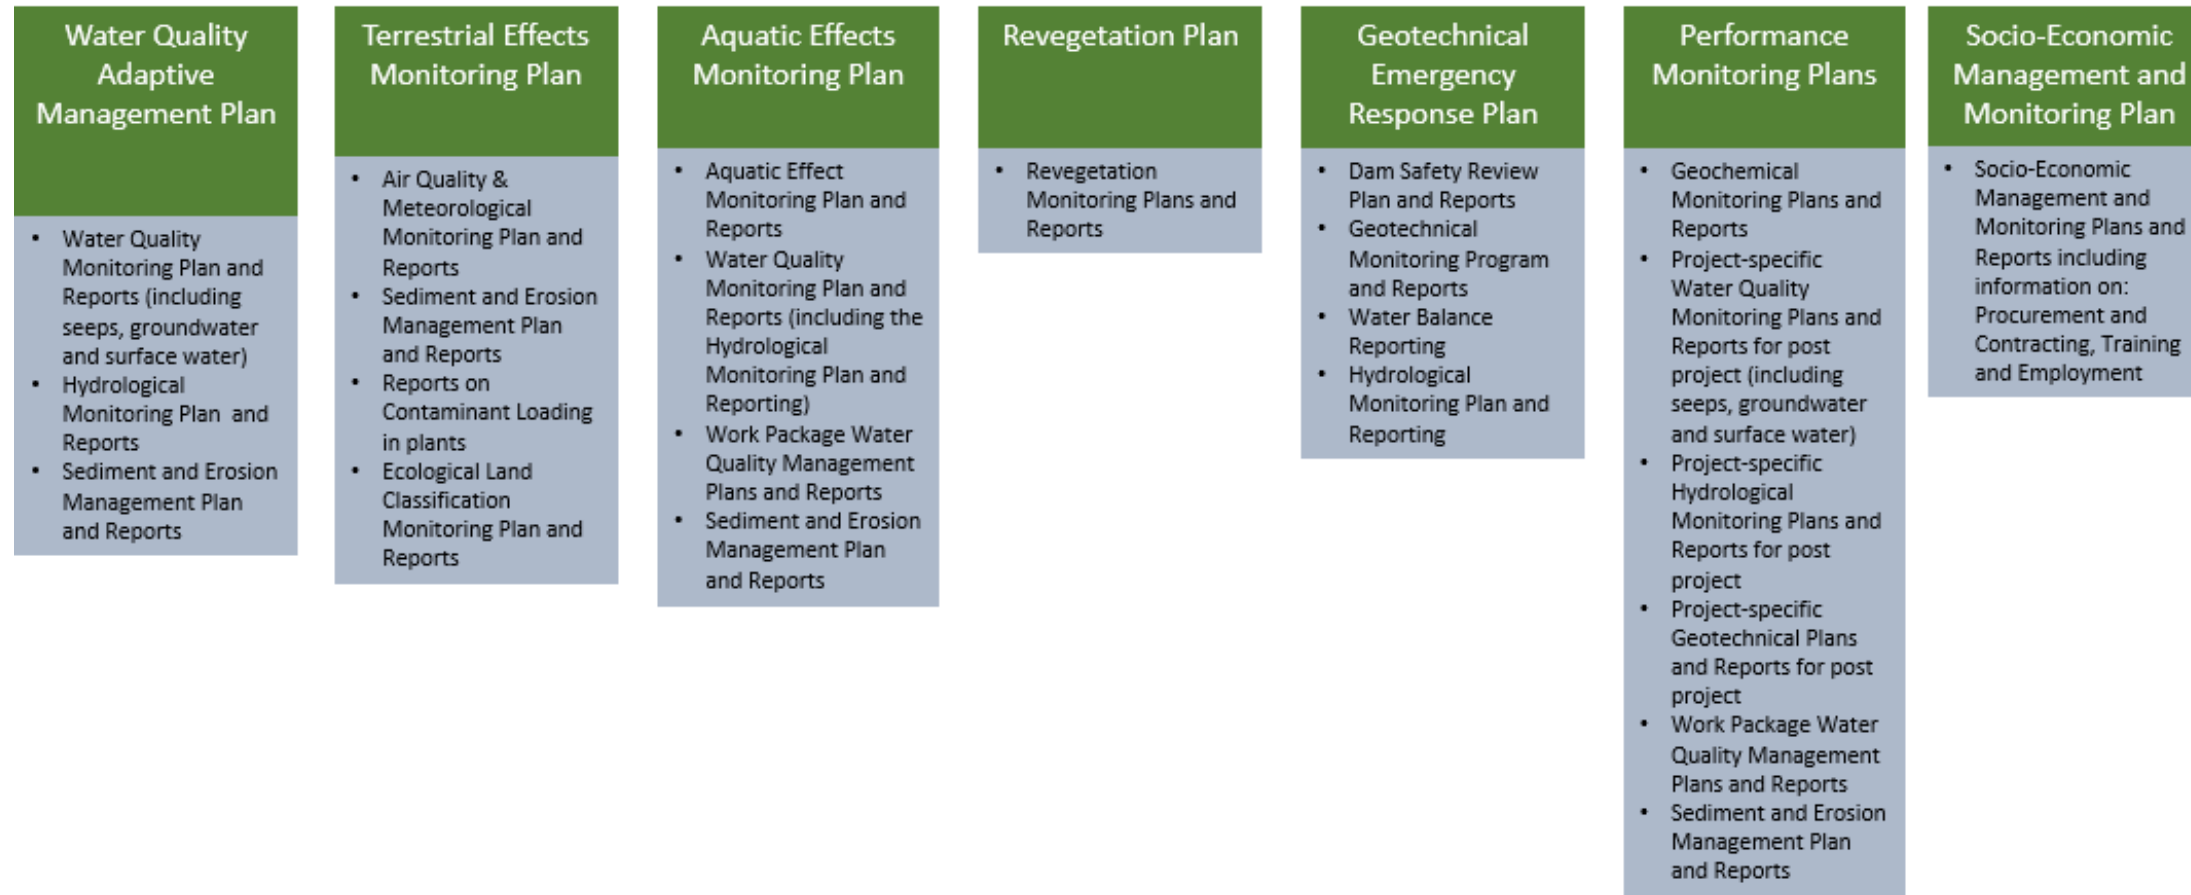 Water Quality
Adaptive
Management Plan
• Water Quality
Monitoring Plan and
Reports (including
seeps, groundwater
and surface water)
• Hydrological
Monitoring Plan  and
Reports
• Sediment and Erosion
Management Plan
and Reports
Terrestrial Effects
Monitoring Plan
• Air Quality &
Meteorological
Monitoring Plan and
Reports
• Sediment and Erosion
Management Plan
and Reports
• Reports on
Contaminant Loading
in plants
• Ecological Land
Classification
Monitoring Plan and
Reports
Aquatic Effects
Monitoring Plan
• Aquatic Effect
Monitoring Plan and
Reports
• Water Quality
Monitoring Plan and
Reports (including the
Hydrological
Monitoring Plan and
Reporting)
• Work Package Water
Quality Management
Plans and Reports
• Sediment and Erosion
Management Plan
and Reports
Revegetation Plan
• Revegetation
Monitoring Plans and
Reports
Geotechnical
Emergency
Response Plan
• Dam Safety Review
Plan and Reports
• Geotechnical
Monitoring Program
and Reports
• Water Balance
Reporting
• Hydrological
Monitoring Plan and
Reporting
Performance
Monitoring Plans
• Geochemical
Monitoring Plans and
Reports
• Project-specific
Water Quality
Monitoring Plans and
Reports for post
project (including
seeps, groundwater
and surface water)
• Project-specific
Hydrological
Monitoring Plans and
Reports for post
project
• Project-specific
Geotechnical Plans
and Reports for post
project
• Work Package Water
Quality Management
Plans and Reports
• Sediment and Erosion
Management Plan
and Reports
Socio-Economic
Management and
Monitoring Plan
• Socio-Economic
Management and
Monitoring Plans and
Reports including
information on:
Procurement and
Contracting, Training
and Employment